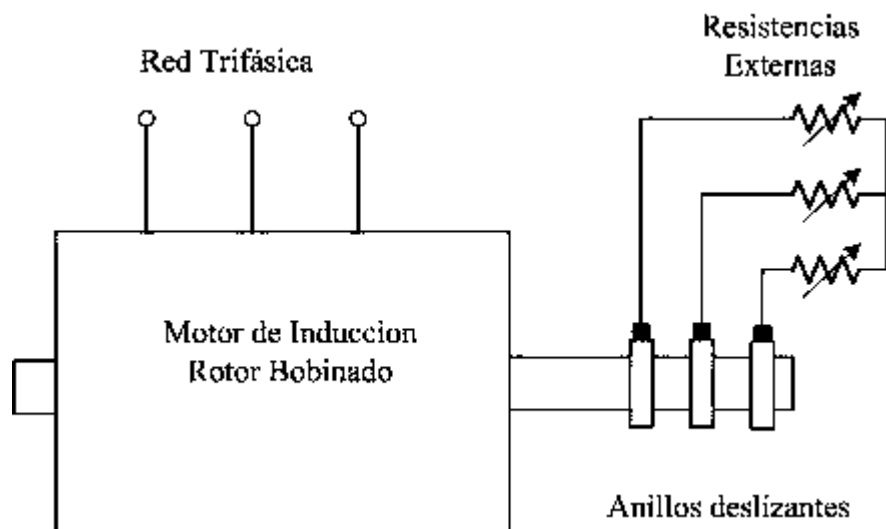 Red Trifásica
Resistencias
Externas
Motor de Induccion
Rotor Bobinado
Anillos deslizantes